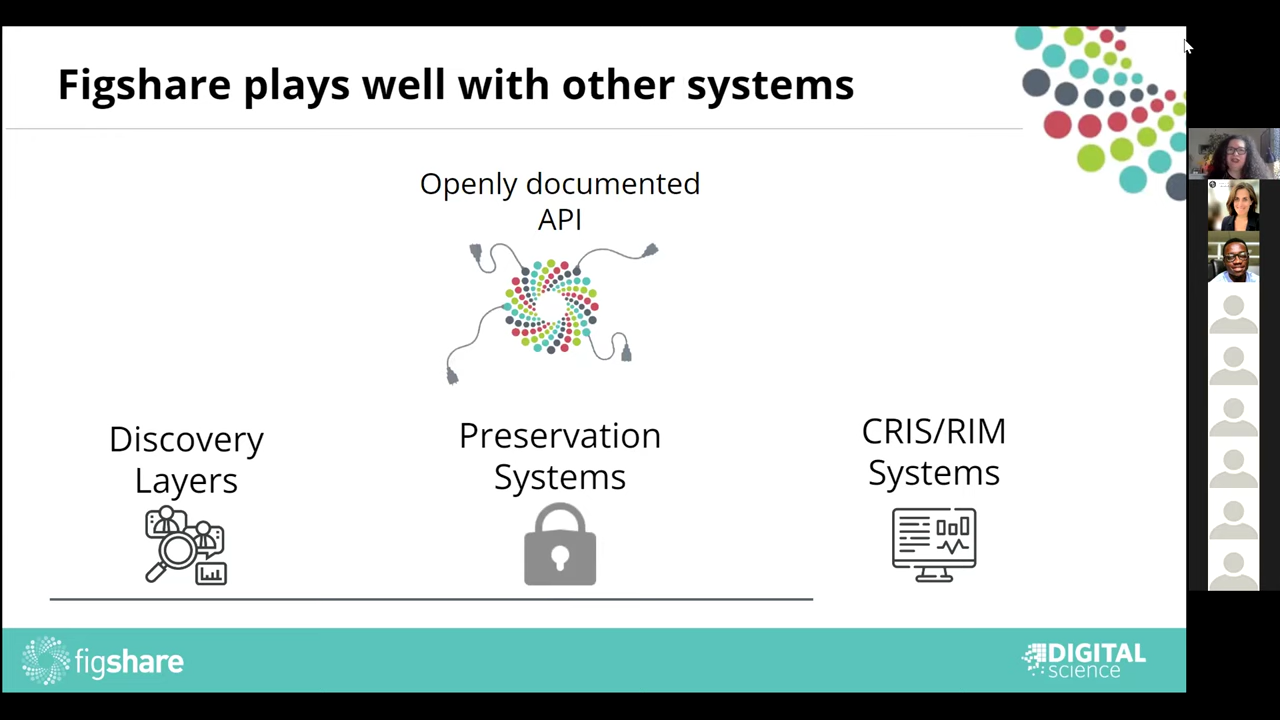 Figshare plays well with other systems
Openly documented
API
Discovery
Layers
Preservation
Systems
CRIS/RIM
Systems
figshare
DIGITAL
science